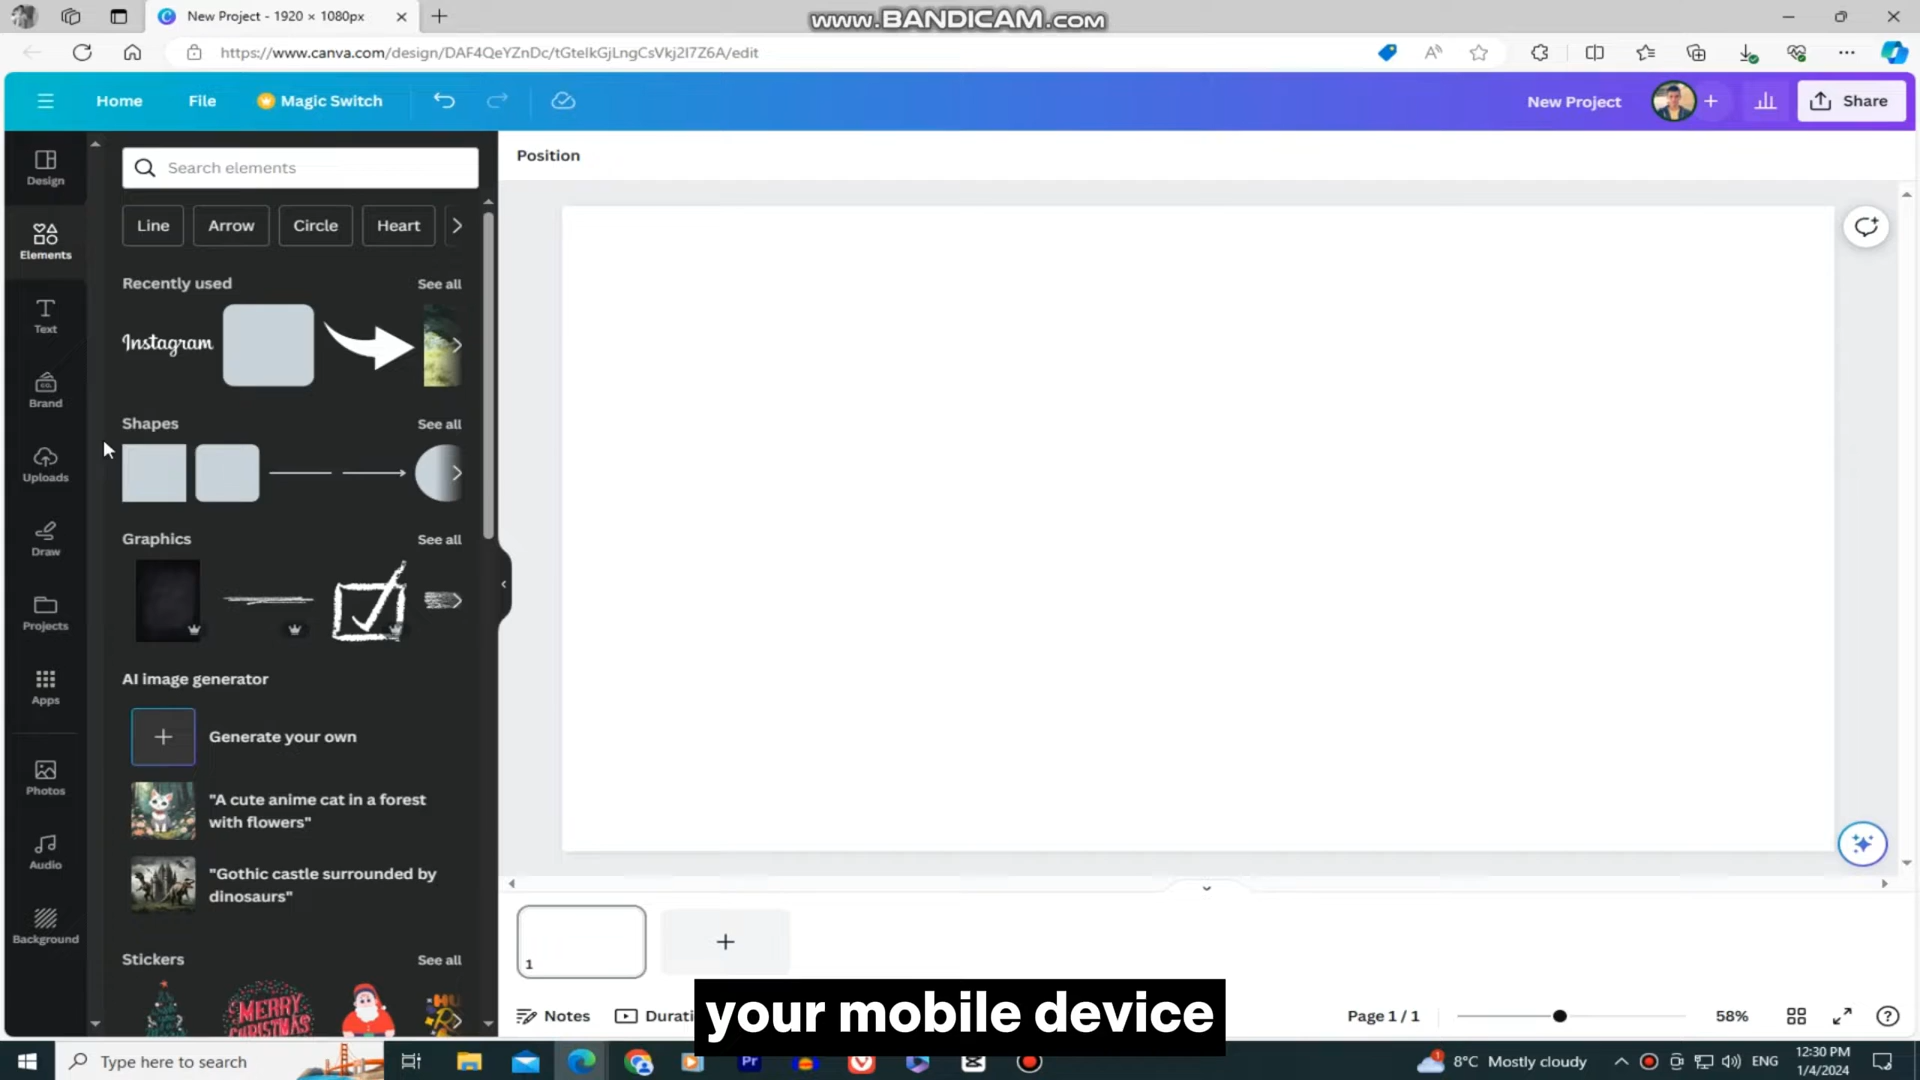 New Project - 1920 × 1080px
www.BANDICAM.com
https://www.canva.com/design/DAF4QeYZnDc/tGteIkGjLngCsVkj2I7Z6A/edit
Home
File
Magic Switch
New Project
Share
Design
Elements
Text
Brand
Uploads
Draw
Projects
Apps
Photos
Audio
Background
Search elements
Line
Arrow
Circle
Heart
Recently used
See all
Instagram
Shapes
See all
Graphics
See all
AI image generator
Generate your own
"A cute anime cat in a forest
with flowers"
"Gothic castle surrounded by
dinosaurs"
Stickers
See all
MERRY
CHRISTMAS
HU
Position
1
Notes
Durati
your mobile device
Page 1 / 1
58%
Type here to search
Pr
8°C Mostly cloudy
ENG
12:30 PM
1/4/2024